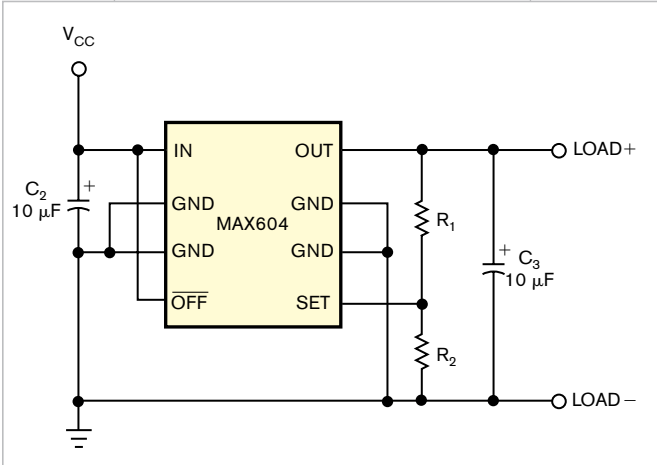 V_CC
IN
OUT
C_2
+
10 μF
GND
GND
MAX604
GND
GND
OFF
SET
R_1
R_2
+
C_3
10 μF
LOAD+
LOAD−